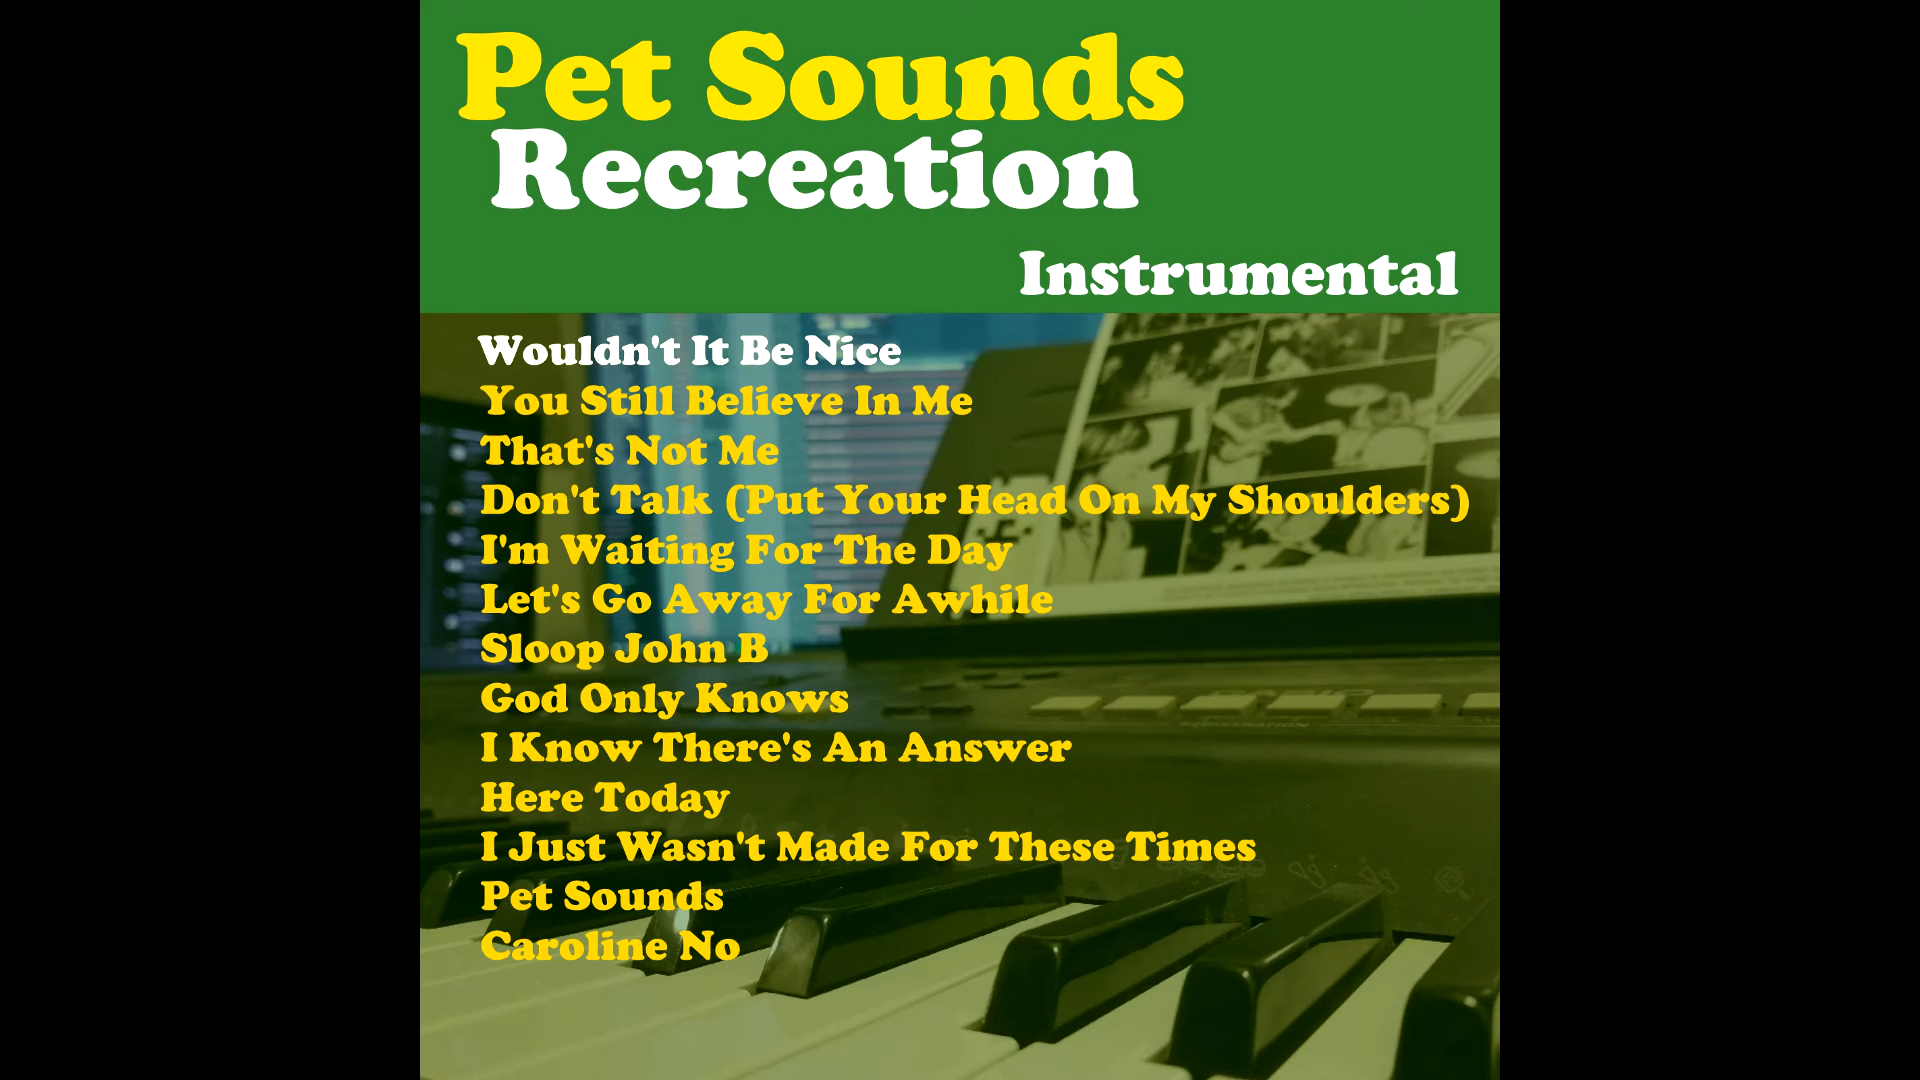 Pet Sounds
Recreation
Instrumental
Wouldn't It Be Nice
You Still Believe In Me
That's Not Me
Don't Talk (Put Your Head On My Shoulders)
I'm Waiting For The Day
Let's Go Away For Awhile
Sloop John B
God Only Knows
I Know There's An Answer
Here Today
I Just Wasn't Made For These Times
Pet Sounds
Caroline No